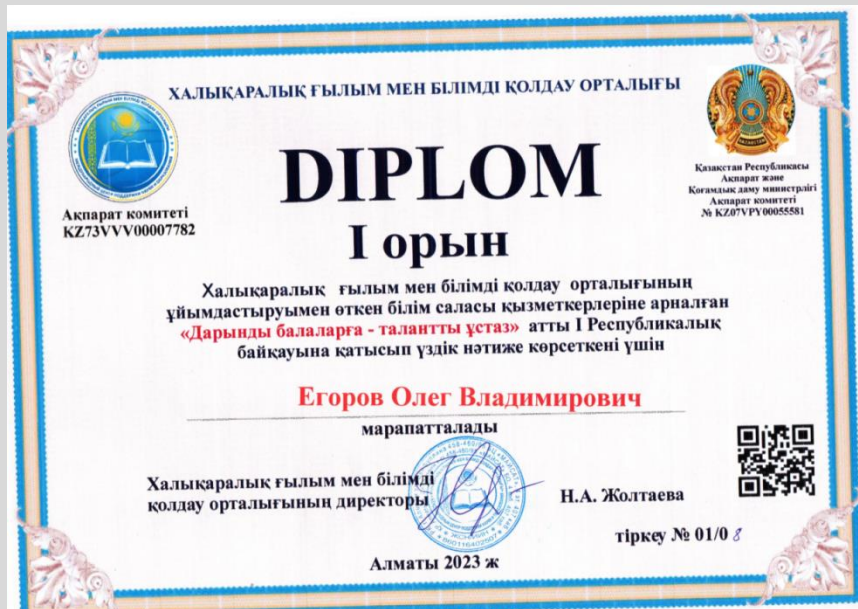 ХАЛЫҚАРАЛЫҚ ҒЫЛЫМ МЕН БІЛІМДІ ҚОЛДАУ ОРТАЛЫҒЫ
Ақпарат комитеті
KZ73VVV00007782
DIPLOM
I орын
Қазақстан Республикасы
Ақпарат және
Қоғамдық даму министрлігі
Ақпарат комитеті
№ KZ07VPY00055581
Халықаралық ғылым мен білімді қолдау орталығының
ұйымдастыруымен өткен білім саласы қызметкерлеріне арналған
«Дарынды балаларға - талантты ұстаз» атты I Республикалық
байқауына қатысып үздік нәтиже көрсеткені үшін
Егоров Олег Владимирович
марапатталады
Халықаралық ғылым мен білімді
қолдау орталығының директоры
Н.А. Жолтаева
тіркеу № 01/0 8
Алматы 2023 ж